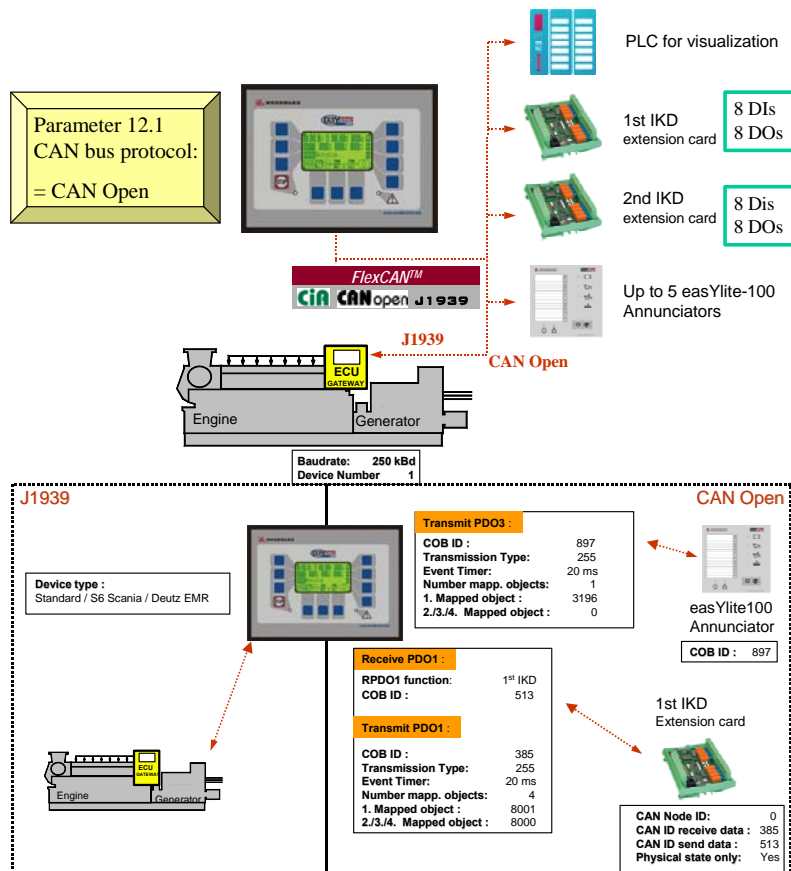 PLC for visualization
WOODWARD
EASYGEN
Parameter 12.1
CAN bus protocol:
= CAN Open
STOP
1st IKD
extension card
8 DIs
8 DOs
2nd IKD
extension card
8 Dis
8 DOs
FlexCAN™
CiA CANopen J1939
Up to 5 easYlite-100
Annunciators
J1939
CAN Open
ECU
GATEWAY
Engine
Generator
Baudrate: 250 kBd
Device Number 1
J1939
CAN Open
Device type :
Standard / S6 Scania / Deutz EMR
Transmit PDO3 :
COB ID : 897
Transmission Type: 255
Event Timer: 20 ms
Number mapp. objects: 1
1. Mapped object : 3196
2./3./4. Mapped object : 0
easYlite100
Annunciator
COB ID : 897
Receive PDO1 :
RPDO1 function: 1st IKD
COB ID : 513
Transmit PDO1 :
COB ID : 385
Transmission Type: 255
Event Timer: 20 ms
Number mapp. objects: 4
1. Mapped object : 8001
2./3./4. Mapped object : 8000
1st IKD
Extension card
ECU
GATEWAY
Engine
Generator
CAN Node ID: 0
CAN ID receive data : 385
CAN ID send data : 513
Physical state only: Yes